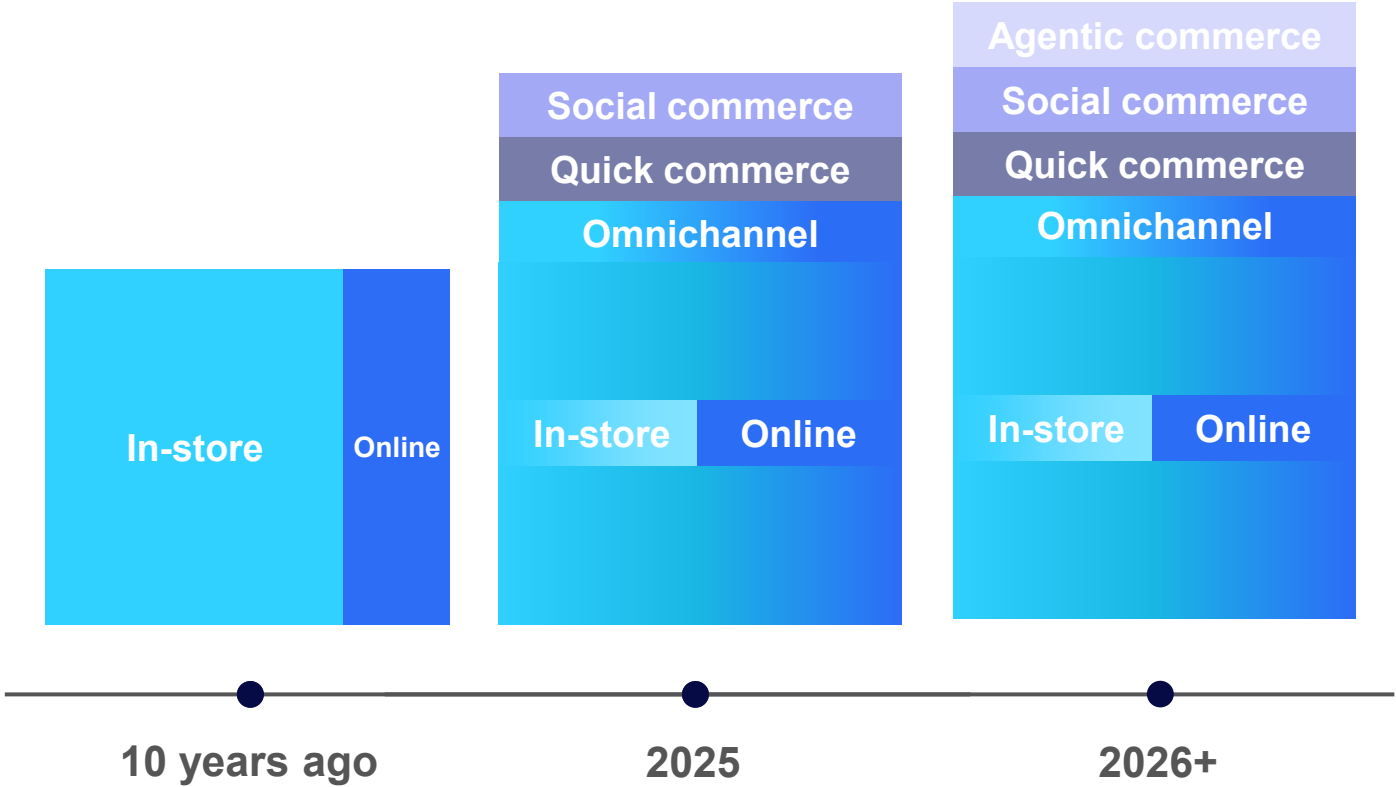 In-store
Online
10 years ago
Social commerce
Quick commerce
Omnichannel
In-store
Online
2025
Agentic commerce
Social commerce
Quick commerce
Omnichannel
In-store
Online
2026+